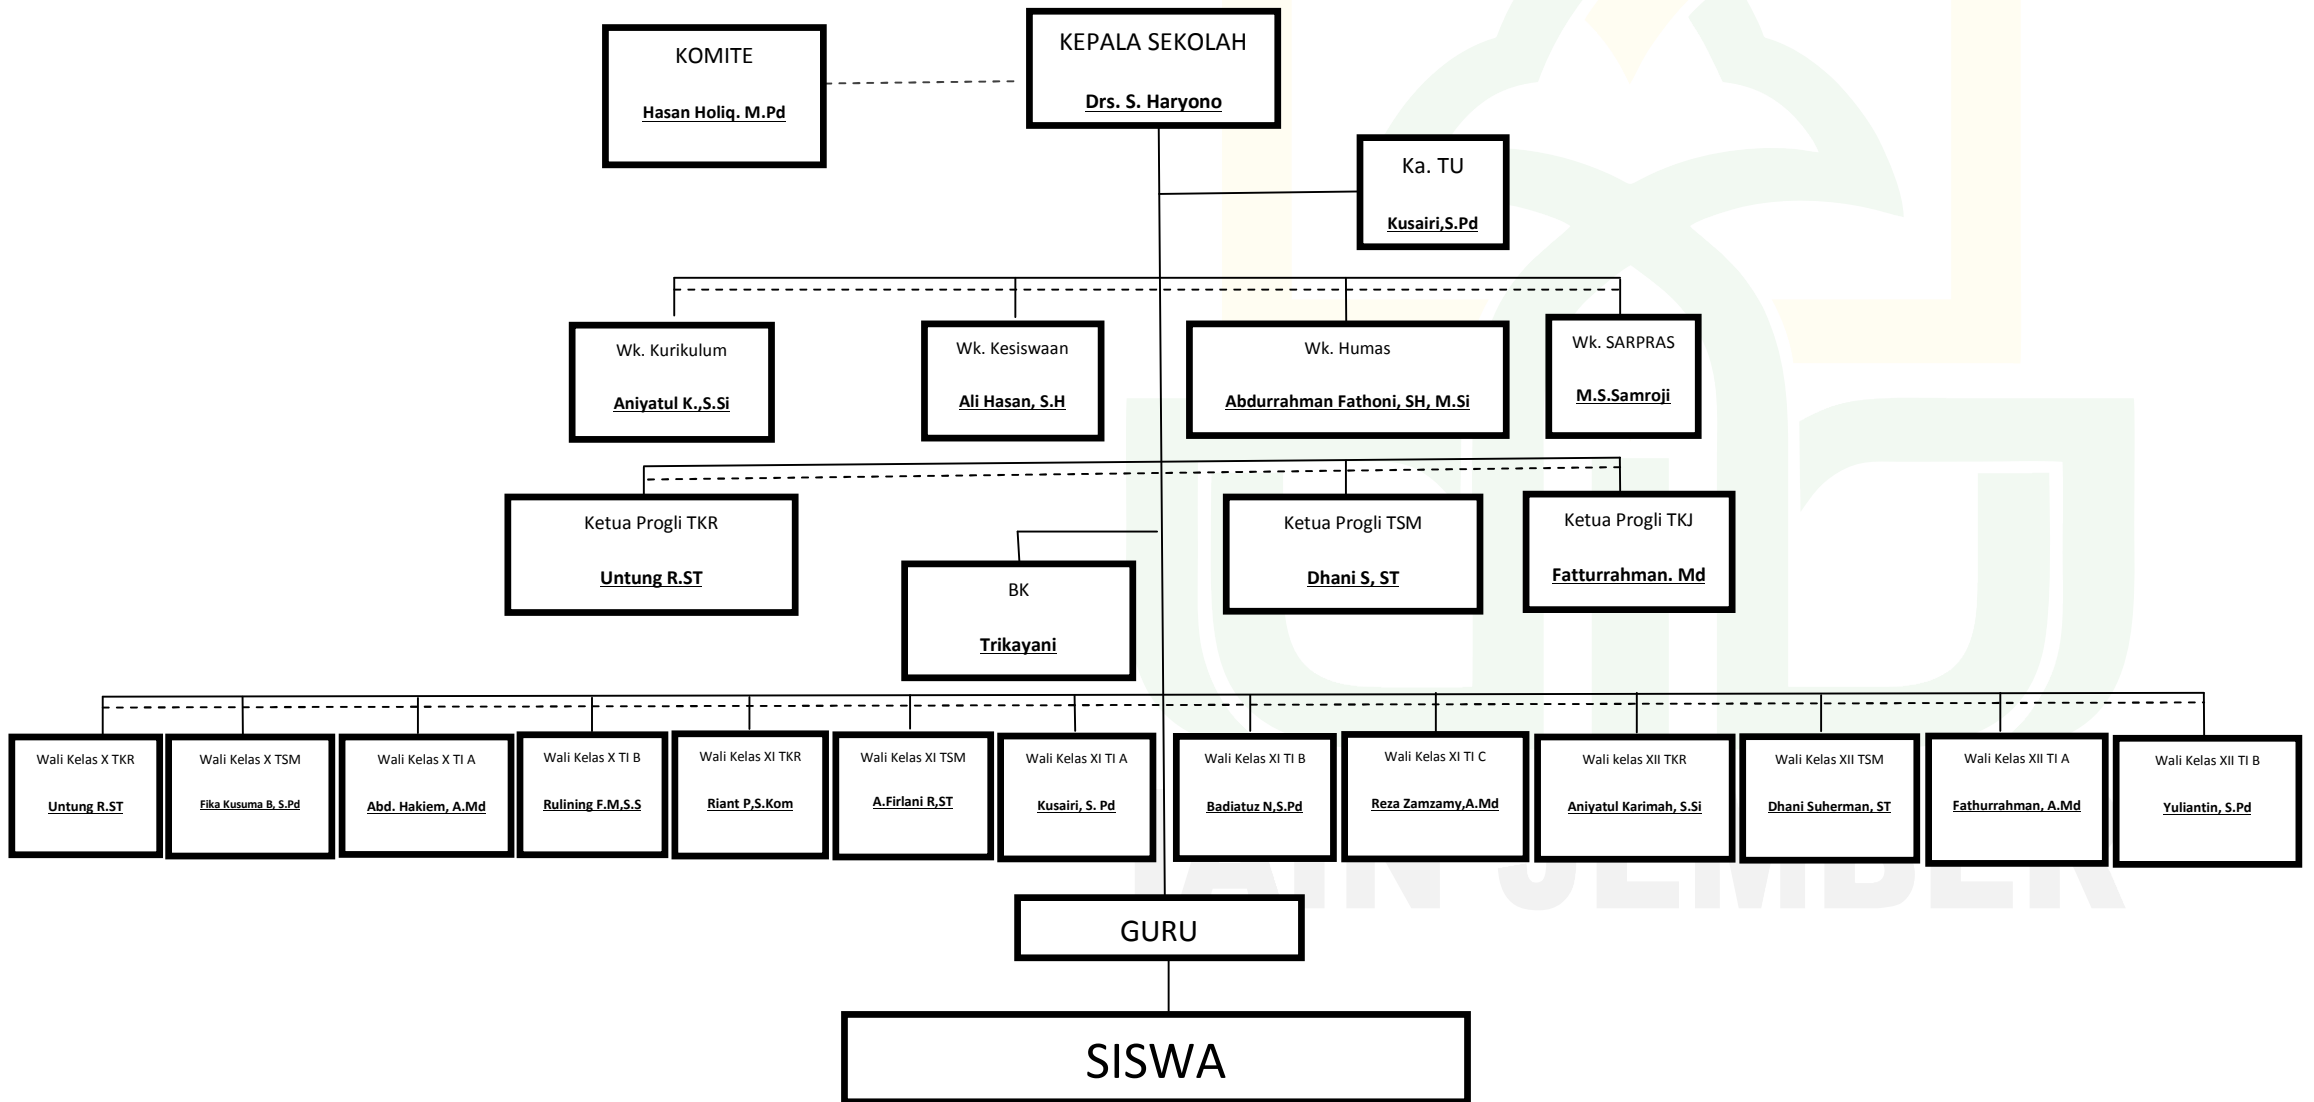 KOMITE
Hasan Holiq. M.Pd
KEPALA SEKOLAH
Drs. S. Haryono
Ka. TU
Kusairi,S.Pd
Wk. Kurikulum
Aniyatul K.,S.Si
Wk. Kesiswaan
Ali Hasan, S.H
Wk. Humas
Abdurrahman Fathoni, SH, M.Si
Wk. SARPRAS
M.S.Samroji
Ketua Progli TKR
Untung R.ST
BK
Trikayani
Ketua Progli TSM
Dhani S, ST
Ketua Progli TKJ
Fatturrahman. Md
Wali Kelas X TKR
Untung R.ST
Wali Kelas X TSM
Fika Kusuma B, S.Pd
Wali Kelas X TI A
Abd. Hakiem, A.Md
Wali Kelas X TI B
Rulining F.M,S.S
Wali Kelas XI TKR
Riant P,S.Kom
Wali Kelas XI TSM
A.Firlani R,ST
Wali Kelas XI TI A
Kusairi, S. Pd
Wali Kelas XI TI B
Badiatuz N,S.Pd
Wali Kelas XI TI C
Reza Zamzamy,A.Md
Wali kelas XII TKR
Aniyatul Karimah, S.Si
Wali Kelas XII TSM
Dhani Suherman, ST
Wali Kelas XII TI A
Fathurrahman, A.Md
Wali Kelas XII TI B
Yuliantin, S.Pd
IAIN JEMBER
GURU
SISWA